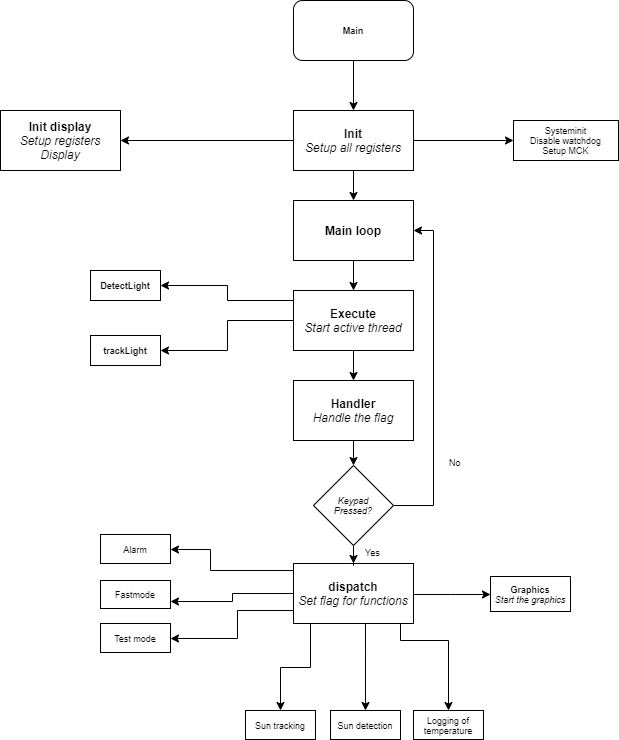 Main
Init display
Setup registers
Display
Init
Setup all registers
Systeminit
Disable watchdog
Setup MCK
Main loop
DetectLight
Execute
Start active thread
trackLight
Handler
Handle the flag
No
Keypad
Pressed?
Yes
Alarm
dispatch
Set flag for functions
Fastmode
Graphics
Start the graphics
Test mode
Sun tracking
Sun detection
Logging of
temperature